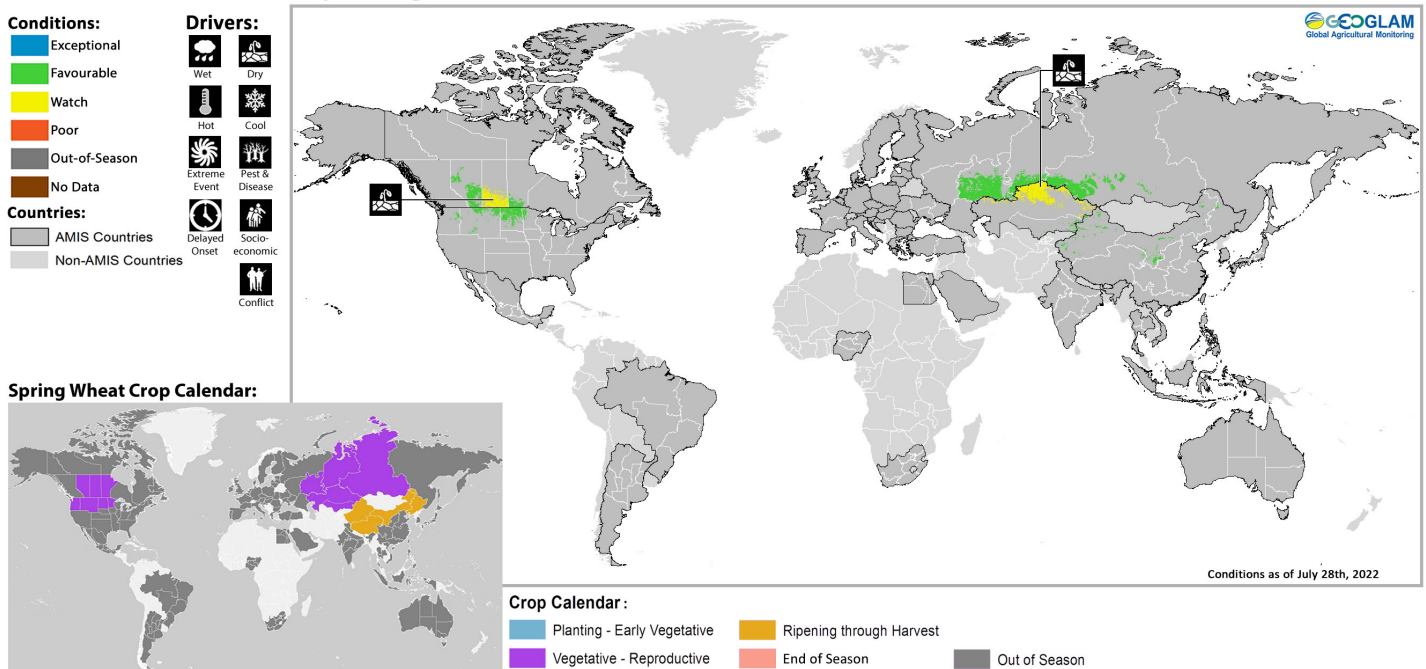 Conditions:
Exceptional
Favourable
Watch
Poor
Out-of-Season
No Data
Countries:
AMIS Countries
Non-AMIS Countries
Drivers:
Wet
Dry
Hot
Cool
Extreme
Event
Pest &
Disease
Delayed
Onset
Socio-
economic
Conflict
GEOGLAM
Global Agricultural Monitoring
Conditions as of July 28th, 2022
Spring Wheat Crop Calendar:
Crop Calendar :
Planting - Early Vegetative
Ripening through Harvest
Vegetative - Reproductive
End of Season
Out of Season